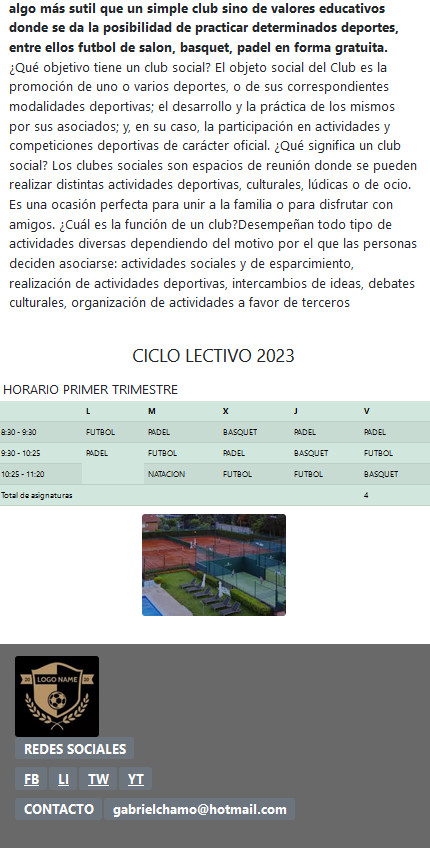 algo más sutil que un simple club sino de valores educativos
donde se da la posibilidad de practicar determinados deportes,
entre ellos futbol de salon, basquet, padel en forma gratuita.
¿Qué objetivo tiene un club social? El objeto social del Club es la
promoción de uno o varios deportes, o de sus correspondientes
modalidades deportivas; el desarrollo y la práctica de los mismos
por sus asociados; y, en su caso, la participación en actividades y
competiciones deportivas de carácter oficial. ¿Qué significa un club
social? Los clubes sociales son espacios de reunión donde se pueden
realizar distintas actividades deportivas, culturales, lúdicas o de ocio.
Es una ocasión perfecta para unir a la familia o para disfrutar con
amigos. ¿Cuál es la función de un club?Desempeñan todo tipo de
actividades diversas dependiendo del motivo por el que las personas
deciden asociarse: actividades sociales y de esparcimiento,
realización de actividades deportivas, intercambios de ideas, debates
culturales, organización de actividades a favor de terceros
CICLO LECTIVO 2023
HORARIO PRIMER TRIMESTRE
L M X J V
8:30 - 9:30 FUTBOL PADEL BASQUET PADEL PADEL
9:30 - 10:25 PADEL FUTBOL PADEL BASQUET FUTBOL
10:25 - 11:20 NATACION FUTBOL FUTBOL BASQUET
Total de asignaturas 4
LOGO NAME
20 20
REDES SOCIALES
FB LI TW YT
CONTACTO gabrielchamo@hotmail.com